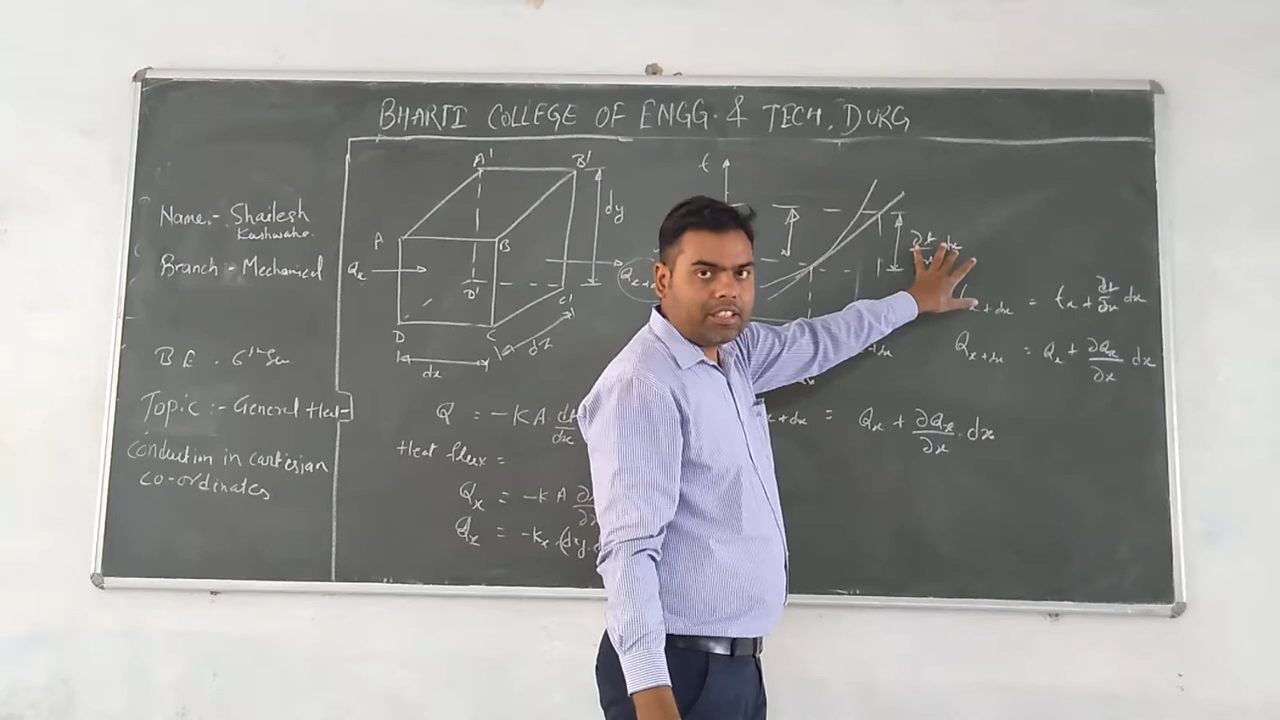 BHARTI COLLEGE OF ENGG. & TECH, DURG
Name:- Shailesh
Kushwaha.
Branch - Mechanical
B E . 6th Sem
Topic :- General Heat
Conduction in cartesian
co-ordinates
A' B'
A B
D' C'
D C
Qx
dy
dz
dx
Q = -KA. dt/dx
Heat flux =
Qx = -KA
Qx = -Kx.(dy.
t
∂t dx
= tx + ∂t/∂x dx
Qx+dx = Qx + ∂Qx/∂x dx
x+dx = Qx + ∂Qx/∂x . dx